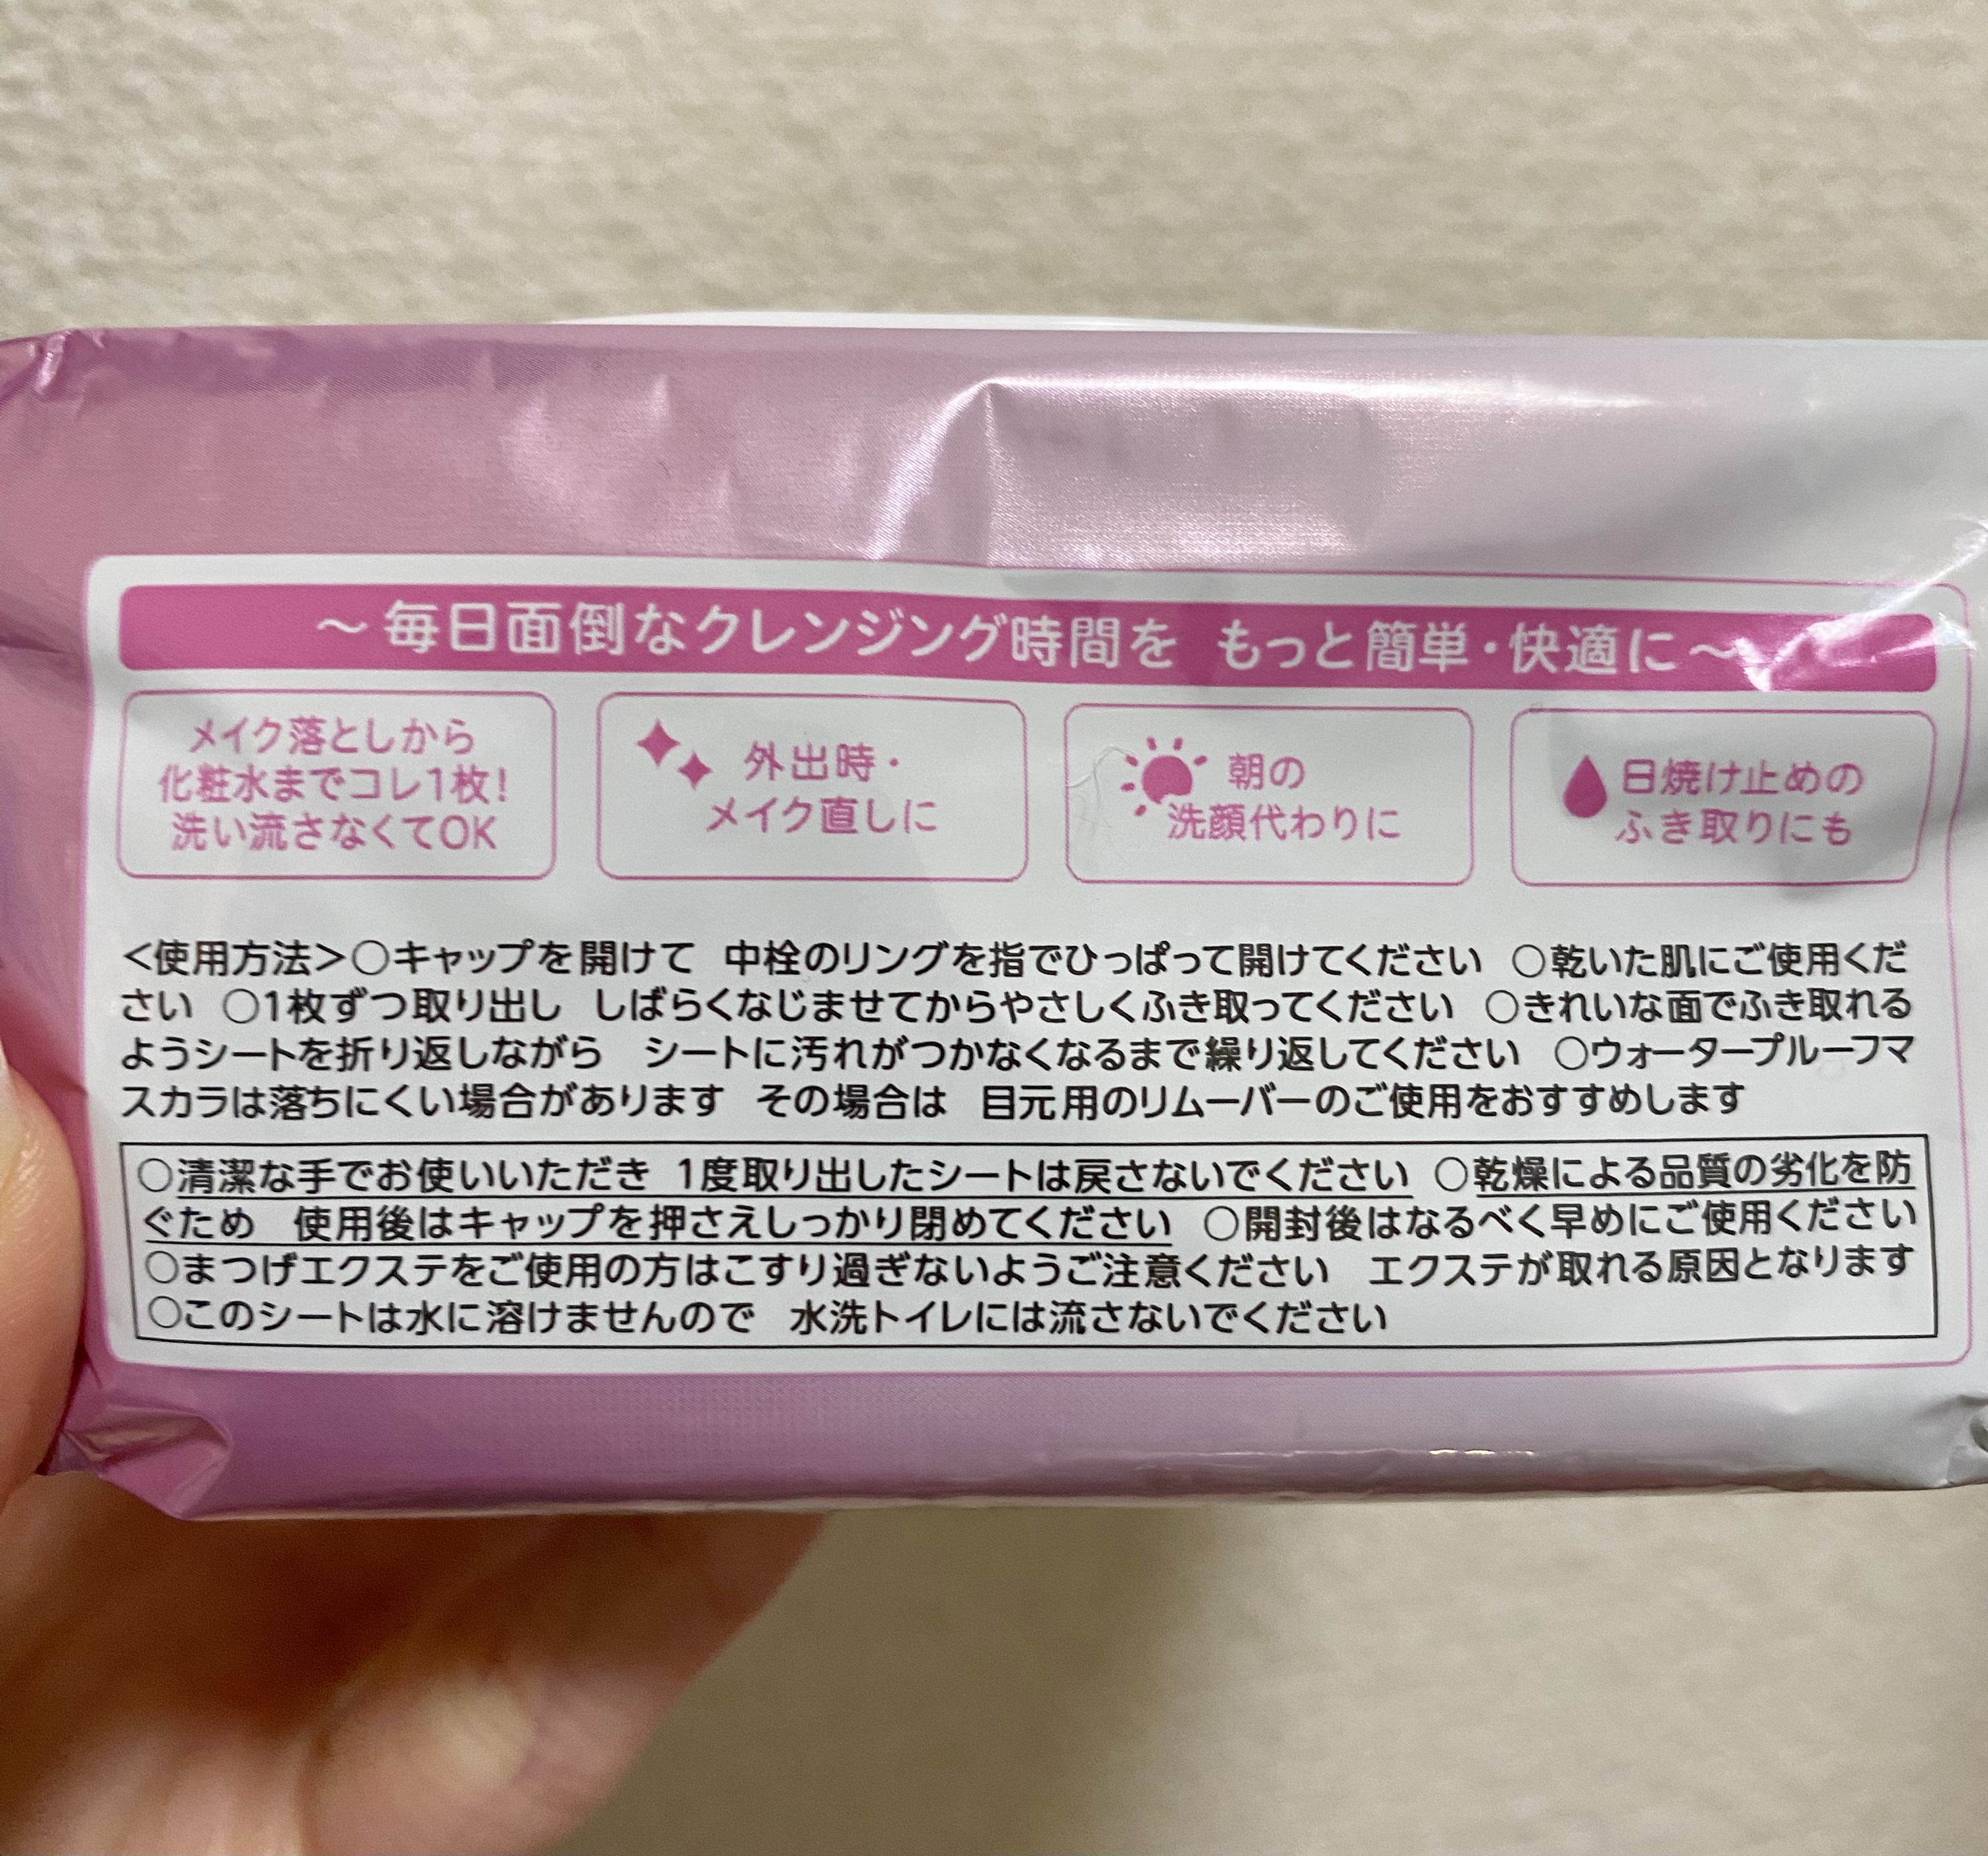 〜毎日面倒なクレンジング時間を もっと簡単・快適に〜
メイク落としから
化粧水までコレ1枚!
洗い流さなくてOK
外出時・
メイク直しに
朝の
洗顔代わりに
日焼け止めの
ふき取りにも
<使用方法>○キャップを開けて 中栓のリングを指でひっぱって開けてください ○乾いた肌にご使用くだ
さい ○1枚ずつ取り出し しばらくなじませてからやさしくふき取ってください ○きれいな面でふき取れる
ようシートを折り返しながら シートに汚れがつかなくなるまで繰り返してください ○ウォータープルーフマ
スカラは落ちにくい場合があります その場合は 目元用のリムーバーのご使用をおすすめします
○清潔な手でお使いいただき 1度取り出したシートは戻さないでください ○乾燥による品質の劣化を防
ぐため 使用後はキャップを押さえしっかり閉めてください ○開封後はなるべく早めにご使用ください
○まつげエクステをご使用の方はこすり過ぎないようご注意ください エクステが取れる原因となります
○このシートは水に溶けませんので 水洗トイレには流さないでください